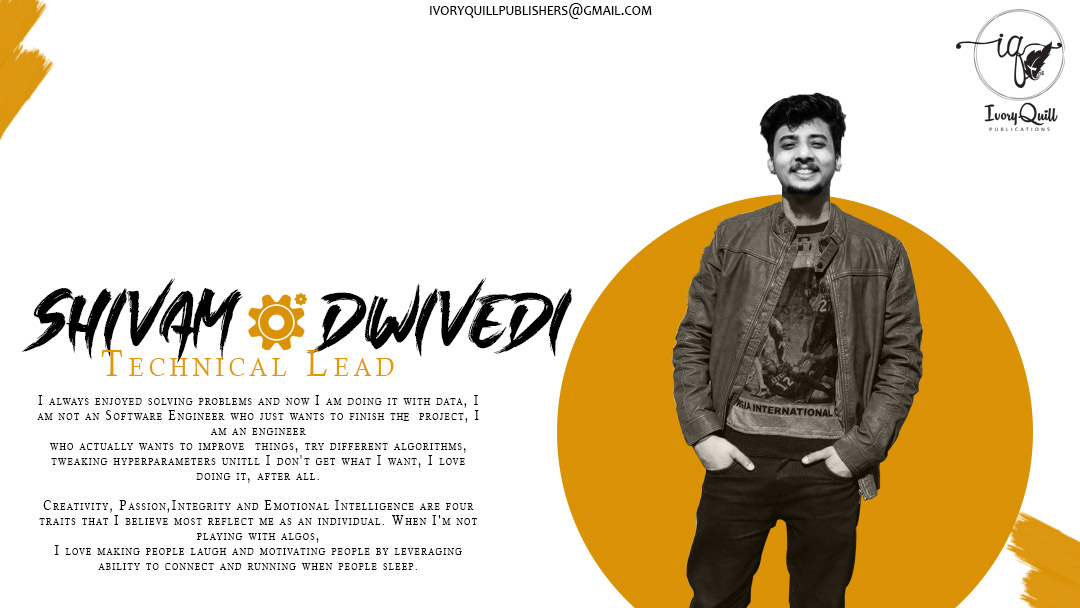 IVORYQUILLPUBLISHERS@GMAIL.COM
iq
IvoryQuill
PUBLICATIONS
SHIVAM DWIVEDI
Technical Lead
I always enjoyed solving problems and now I am doing it with data, I
am not an Software Engineer who just wants to finish the project, I
am an engineer
who actually wants to improve things, try different algorithms,
tweaking hyperparameters unitll I don't get what I want, I love
doing it, after all.
Creativity, Passion,Integrity and Emotional Intelligence are four
traits that I believe most reflect me as an individual. When I'm not
playing with algos,
I love making people laugh and motivating people by leveraging
ability to connect and running when people sleep.
21
12
INTERNATIONAL